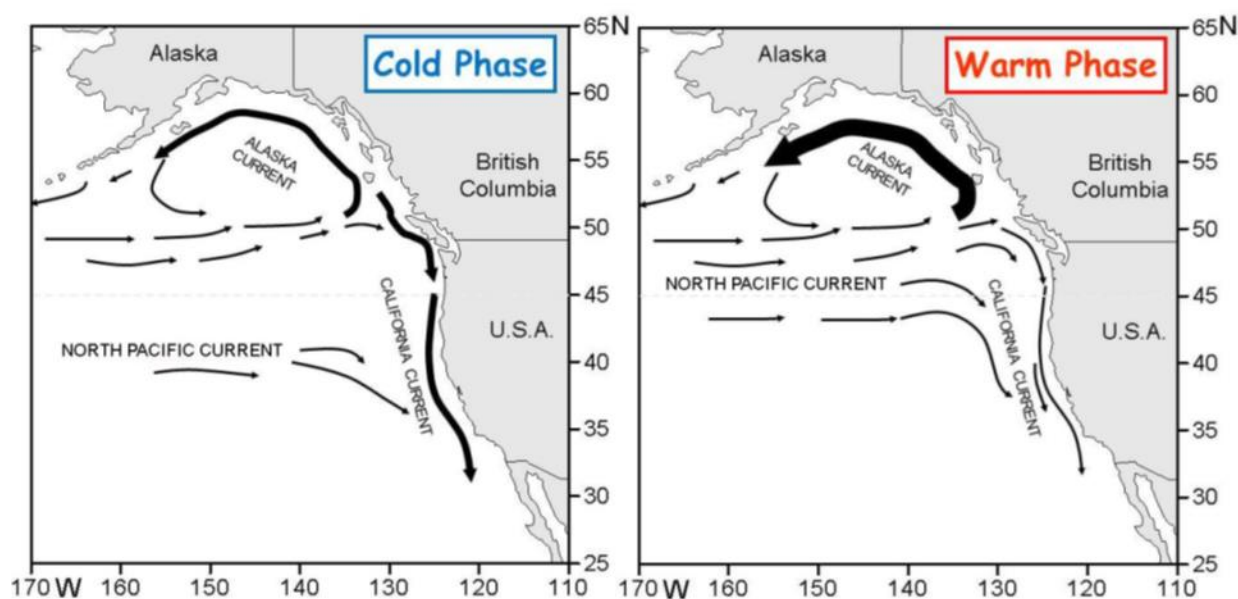 Alaska
Cold Phase
ALASKA
CURRENT
British
Columbia
CALIFORNIA CURRENT
U.S.A.
NORTH PACIFIC CURRENT
65N
60
55
50
45
40
35
30
25
170 W 160 150 140 130 120 110
Alaska
Warm Phase
ALASKA
CURRENT
British
Columbia
NORTH PACIFIC CURRENT
CALIFORNIA CURRENT
U.S.A.
65N
60
55
50
45
40
35
30
25
170 W 160 150 140 130 120 110